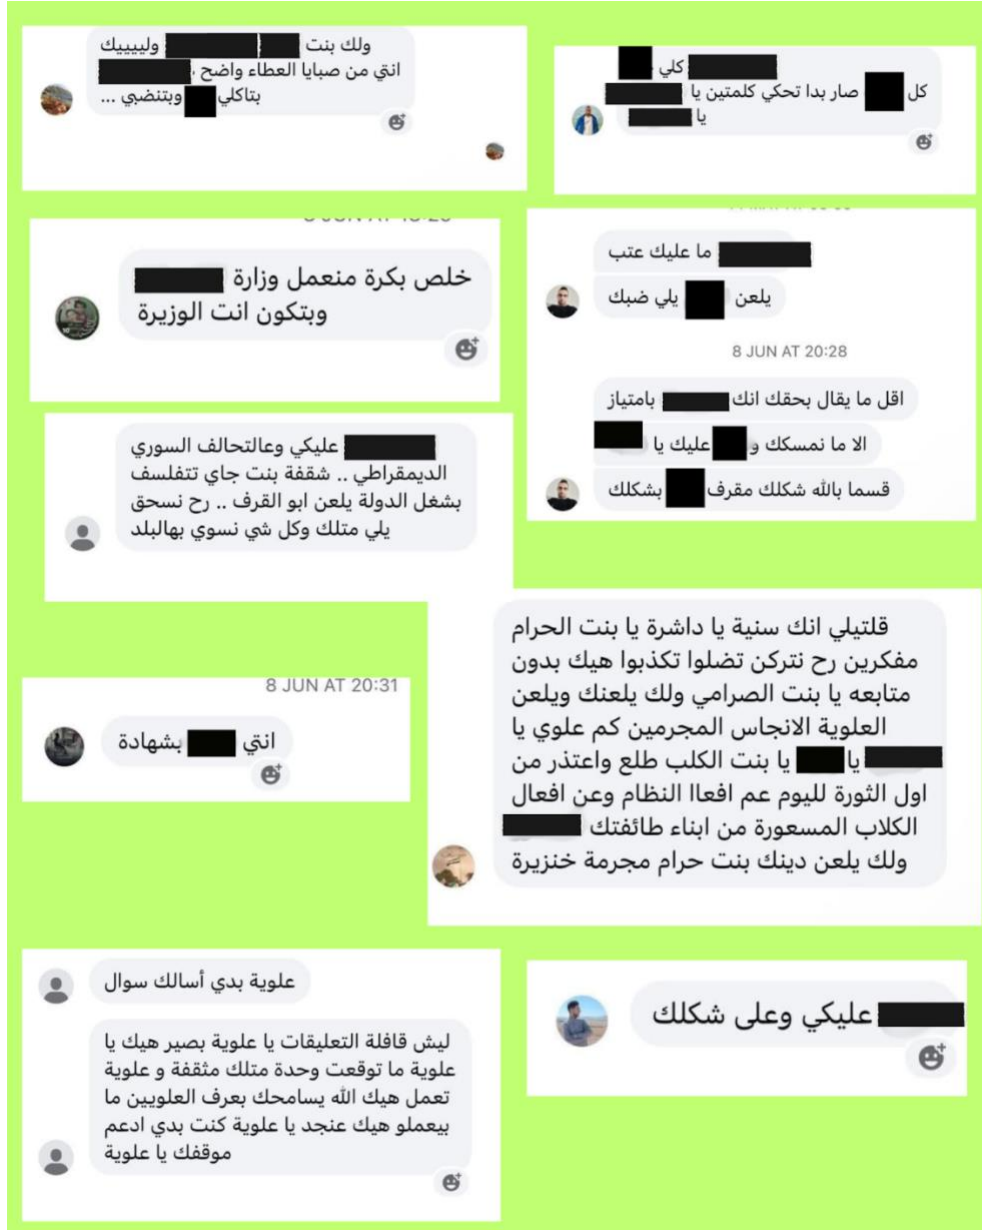 ولك بنت ولييييك
انتي من صبايا العطاء واضح ،
بتاكلي وبتنضبي ...
كلي ،
كل صار بدا تحكي كلمتين يا
يا
خلص بكرة منعمل وزارة
وبتكون انت الوزيرة
ما عليك عتب
يلعن يلي ضبك
8 JUN AT 20:28
اقل ما يقال بحقك انك بامتياز
الا ما نمسكك و عليك يا
قسما بالله شكلك مقرف بشكلك
عليكي وعالتحالف السوري
الديمقراطي .. شقفة بنت جاي تتفلسف
بشغل الدولة يلعن ابو القرف .. رح نسحق
يلي متلك وكل شي نسوي بهالبلد
قلتيلي انك سنية يا داشرة يا بنت الحرام
مفكرين رح نتركن تضلوا تكذبوا هيك بدون
متابعه يا بنت الصرامي ولك يلعنك ويلعن
العلوية الانجاس المجرمين كم علوي يا
يا يا بنت الكلب طلع واعتذر من
اول الثورة لليوم عم افعاا النظام وعن افعال
الكلاب المسعورة من ابناء طائفتك
ولك يلعن دينك بنت حرام مجرمة خنزيرة
8 JUN AT 20:31
انتي بشهادة
علوية بدي أسالك سوال
ليش قافلة التعليقات يا علوية بصير هيك يا
علوية ما توقعت وحدة متلك مثقفة و علوية
تعمل هيك الله يسامحك بعرف العلويين ما
بيعملو هيك عنجد يا علوية كنت بدي ادعم
موقفك يا علوية
عليكي وعلى شكلك